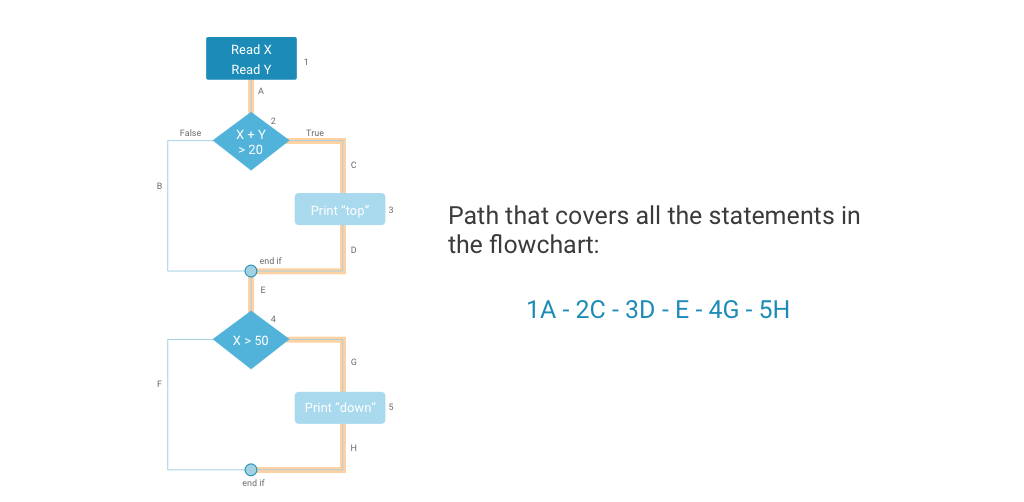 Read X
Read Y
1
A
2
False
X + Y
> 20
True
C
B
Print “top”
3
D
end if
E
4
X > 50
G
F
Print “down”
5
H
end if
Path that covers all the statements in
the flowchart:
1A - 2C - 3D - E - 4G - 5H